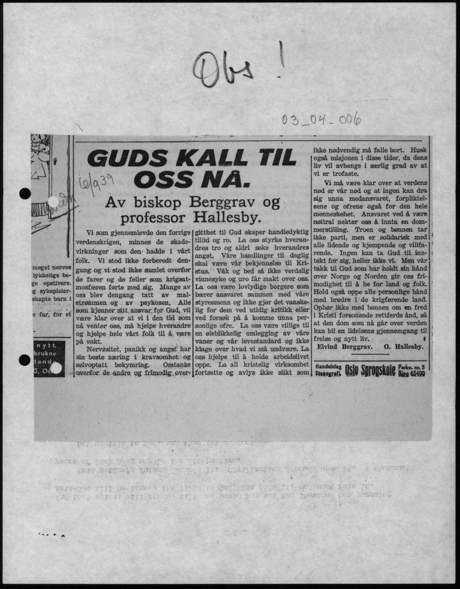 Obs!
03_04_006
6/9 39
GUDS KALL TIL
OSS NÅ.
Av biskop Berggrav og
professor Hallesby.
Vi som gjennemlevde den forrige
verdenskrigen, minnes de skade-
virkninger som den hadde i vårt
folk. Vi stod ikke forberedt den-
gung og vi stod ikke samlet overfor
de farer og de feller som krigsat-
mosfæren førte med sig. Mange av
oss blev dengang tatt av mal-
strømmen og av psykosen. Alle
som kjenner sitt ansvar for Gud, vil
være klar over at vi i den tid som
nå venter oss, må hjelpe hverandre
og hjelpe hele vårt folk til å være
på vakt.
Nervøsitet, panikk og angst har
sin beste næring i kravsomhet og
selvoptatt bekymring. Omtanke
overfor de andre og frimodig over-
gitthet til Gud skaper handledyktig
tillid og ro. La oss styrke hveran-
dres tro og aldri søke hverandres
angst. Våre handlinger til daglig
skal være vår bekjennelse til Kri-
stus. Våk og bed så ikke verdslig
vinnesyke og uro får makt over oss.
La oss være lovlydige borgere som
bærer ansvaret sammen med våre
styresmenn og ikke gjør det vanske-
lig for dem ved utidig kritikk eller
ved forsøk på å komme unna per-
sonlige ofre. La oss være villige til
en øieblikkelig omlegging av våre
vaner og vår levestandard og ikke
klage over hvad vi må undvære. La
oss hjelpe til å holde arbeidslivet
oppe. La all kristelig virksomhet
fortsette og avlys ikke slikt som
ikke nødvendig må falle bort. Husk
også misjonen i disse tider, da dens
liv vil avhenge i særlig grad av at
vi er trofaste.
Vi må være klar over at verdens
nød er vår nød og at ingen kan dra
sig unna medansvaret, forpliktel-
sene og ofrene også for den hele
menneskehet. Ansvaret ved å være
nøitral nekter oss å innta en dom-
merstilling. Troen og bønnen tar
ikke parti, men er solidarisk med
alle lidende og kjempende og villfa-
rende. Ingen kan ta Gud til inn-
tekt for sig, heller ikke vi. Men vår
takk til Gud som har holdt sin hånd
over Norge og Norden gir oss fri-
modighet til å be for land og folk.
Hold også oppe alle personlige bånd
med brødre i de krigførende land.
Ophør ikke med bønnen om en fred
i Kristi forsonende rettferds ånd, så
at den dom som nå går over verden
kan bli en lidelsens gjennemgang til
frelse og nytt liv.
Eivind Berggrav. O. Hallesby.
Handelsfag
Stenografi
Oslo Sprogskole
Parkv. nr. 3